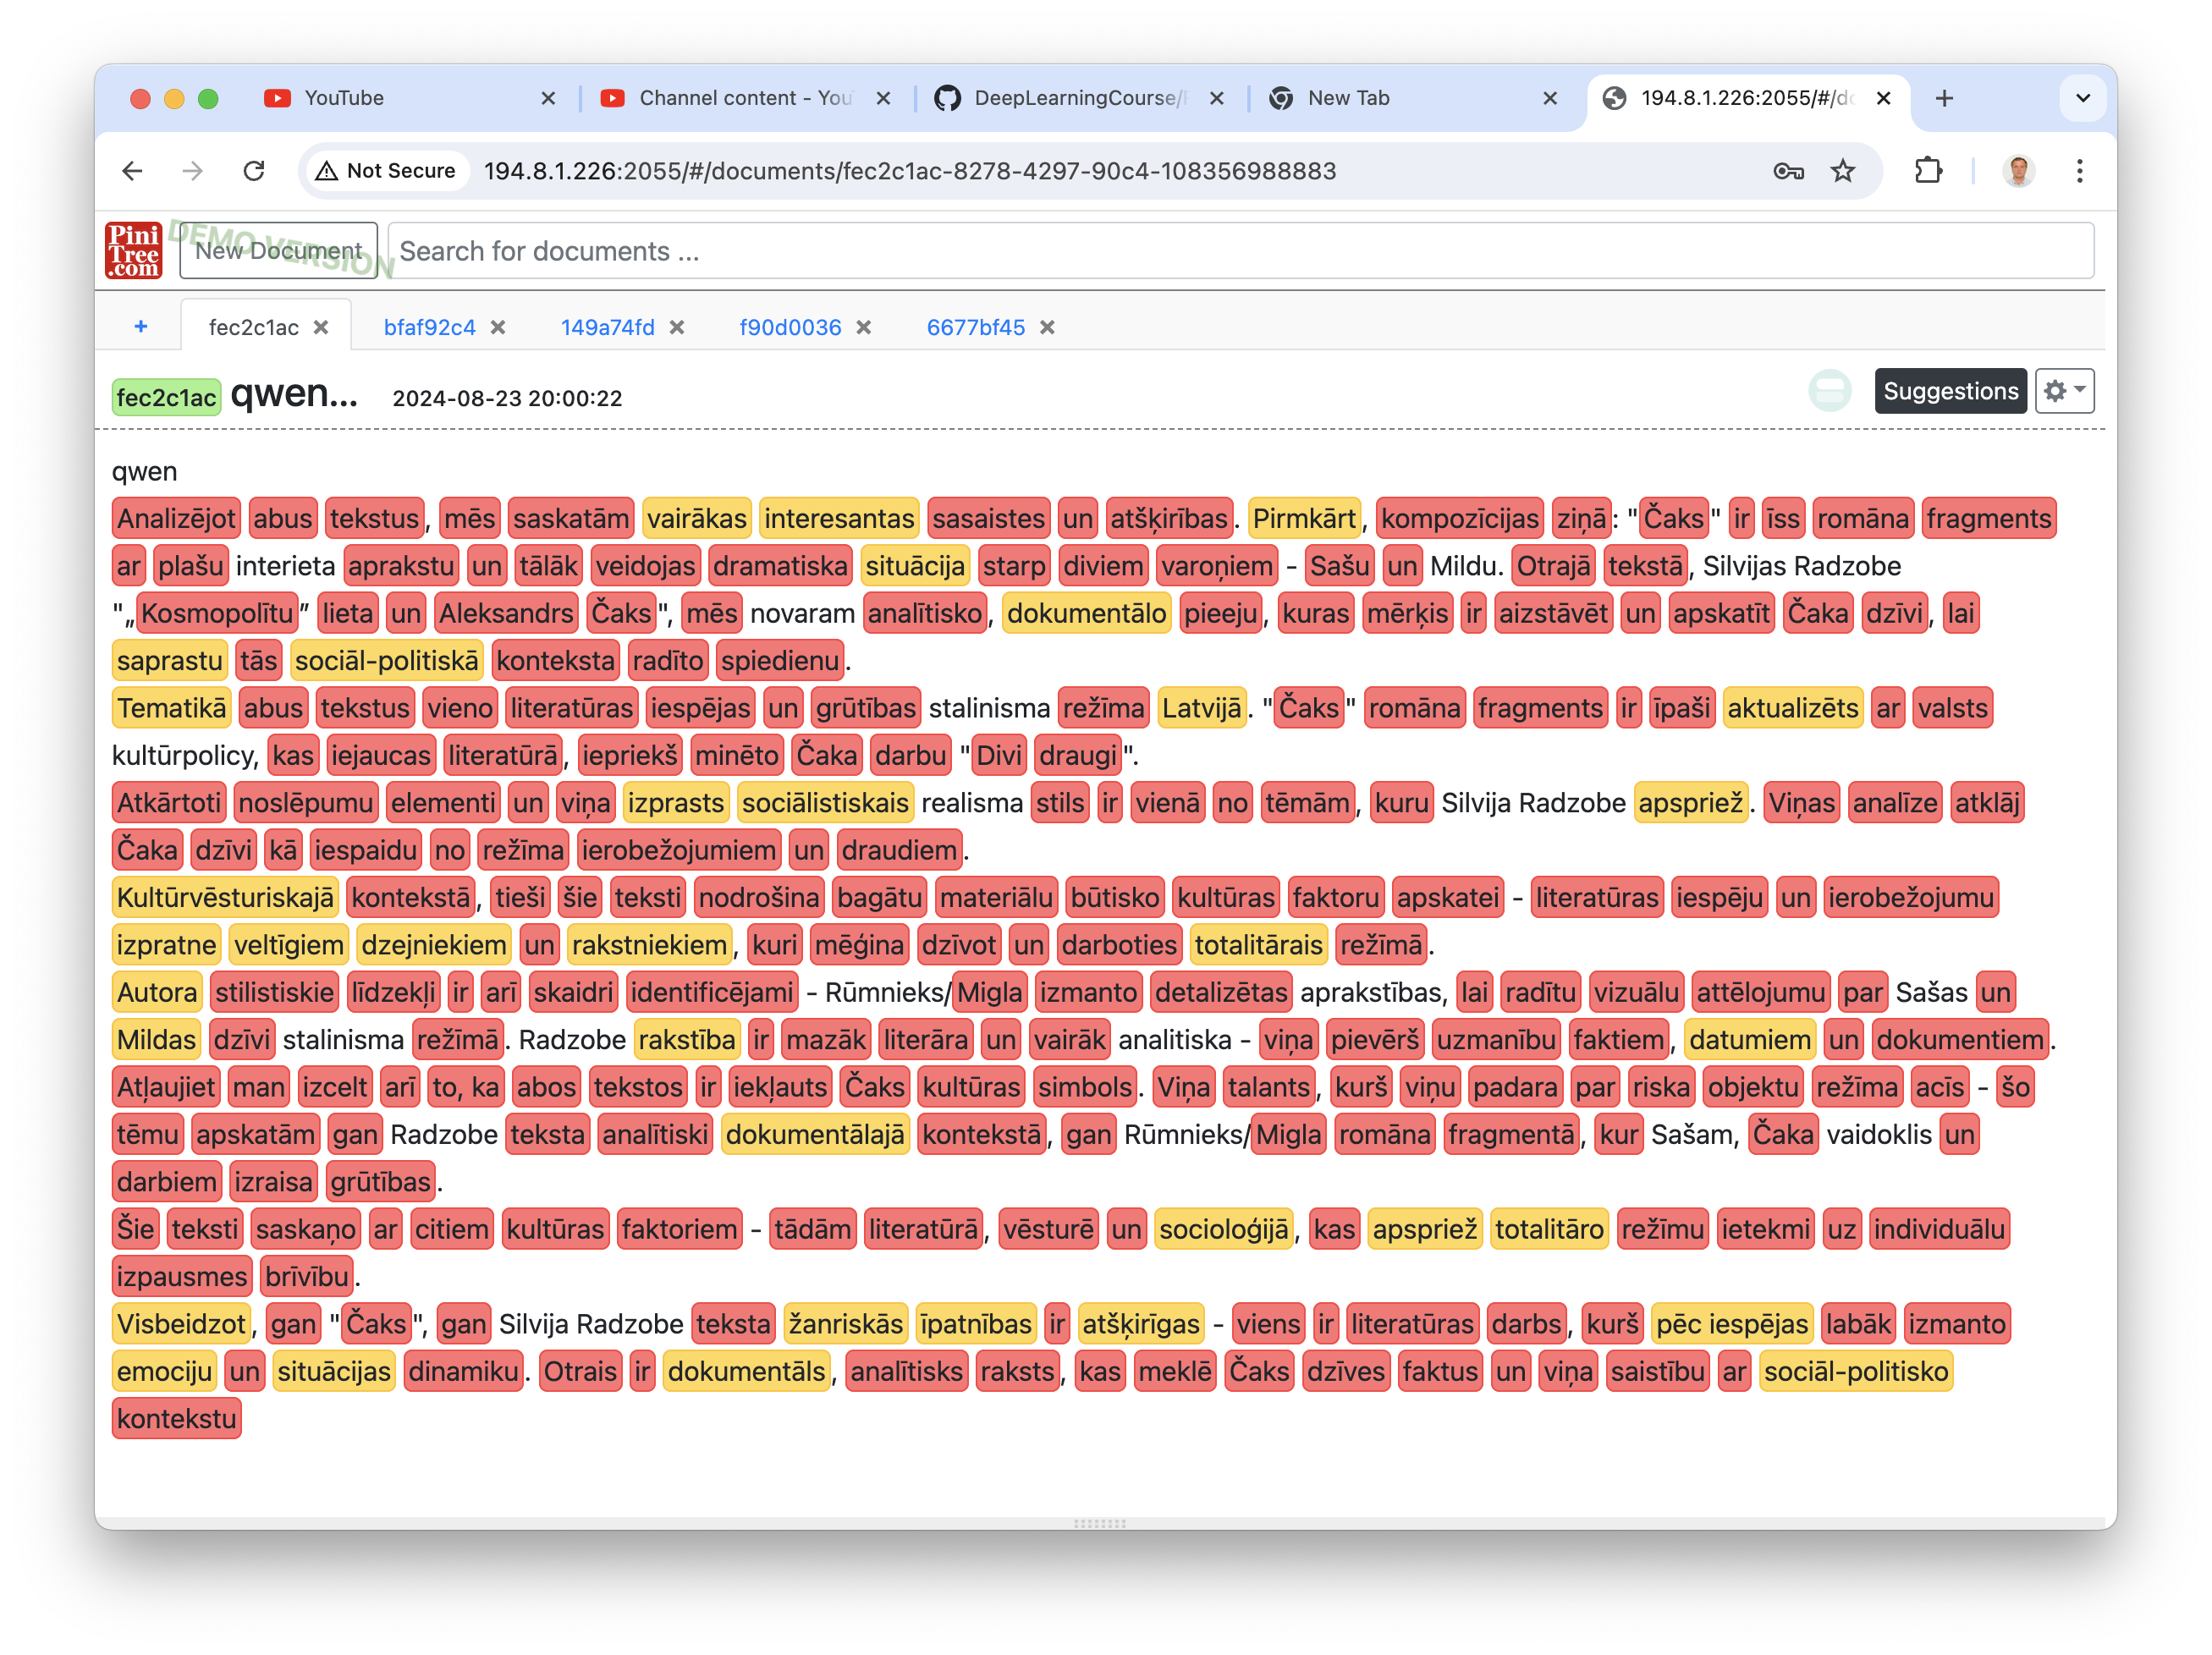 YouTube
Channel content - You
DeepLearningCourse/
New Tab
194.8.1.226:2055/#/do
Not Secure
194.8.1.226:2055/#/documents/fec2c1ac-8278-4297-90c4-108356988883
Pini
Tree
.com
New Document
DEMO VERSION
Search for documents ...
+
fec2c1ac
bfaf92c4
149a74fd
f90d0036
6677bf45
fec2c1ac qwen... 2024-08-23 20:00:22
Suggestions
qwen
Analizējot abus tekstus, mēs saskatām vairākas interesantas sasaistes un atšķirības. Pirmkārt, kompozīcijas ziņā: "Čaks" ir īss romāna fragments
ar plašu interieta aprakstu un tālāk veidojas dramatiska situācija starp diviem varoņiem - Sašu un Mildu. Otrajā tekstā, Silvijas Radzobe
"„Kosmopolītu” lieta un Aleksandrs Čaks", mēs novaram analītisko, dokumentālo pieeju, kuras mērķis ir aizstāvēt un apskatīt Čaka dzīvi, lai
saprastu tās sociāl-politiskā konteksta radīto spiedienu.
Tematikā abus tekstus vieno literatūras iespējas un grūtības stalinisma režīma Latvijā. "Čaks" romāna fragments ir īpaši aktualizēts ar valsts
kultūrpolicy, kas iejaucas literatūrā, iepriekš minēto Čaka darbu "Divi draugi".
Atkārtoti noslēpumu elementi un viņa izprasts sociālistiskais realisma stils ir vienā no tēmām, kuru Silvija Radzobe apspriež. Viņas analīze atklāj
Čaka dzīvi kā iespaidu no režīma ierobežojumiem un draudiem.
Kultūrvēsturiskajā kontekstā, tieši šie teksti nodrošina bagātu materiālu būtisko kultūras faktoru apskatei - literatūras iespēju un ierobežojumu
izpratne veltīgiem dzejniekiem un rakstniekiem, kuri mēģina dzīvot un darboties totalitārais režīmā.
Autora stilistiskie līdzekļi ir arī skaidri identificējami - Rūmnieks/Migla izmanto detalizētas aprakstības, lai radītu vizuālu attēlojumu par Sašas un
Mildas dzīvi stalinisma režīmā. Radzobe rakstība ir mazāk literāra un vairāk analitiska - viņa pievērš uzmanību faktiem, datumiem un dokumentiem.
Atļaujiet man izcelt arī to, ka abos tekstos ir iekļauts Čaks kultūras simbols. Viņa talants, kurš viņu padara par riska objektu režīma acīs - šo
tēmu apskatām gan Radzobe teksta analītiski dokumentālajā kontekstā, gan Rūmnieks/Migla romāna fragmentā, kur Sašam, Čaka vaidoklis un
darbiem izraisa grūtības.
Šie teksti saskaņo ar citiem kultūras faktoriem - tādām literatūrā, vēsturē un socioloģijā, kas apspriež totalitāro režīmu ietekmi uz individuālu
izpausmes brīvību.
Visbeidzot, gan "Čaks", gan Silvija Radzobe teksta žanriskās īpatnības ir atšķirīgas - viens ir literatūras darbs, kurš pēc iespējas labāk izmanto
emociju un situācijas dinamiku. Otrais ir dokumentāls, analītisks raksts, kas meklē Čaks dzīves faktus un viņa saistību ar sociāl-politisko
kontekstu